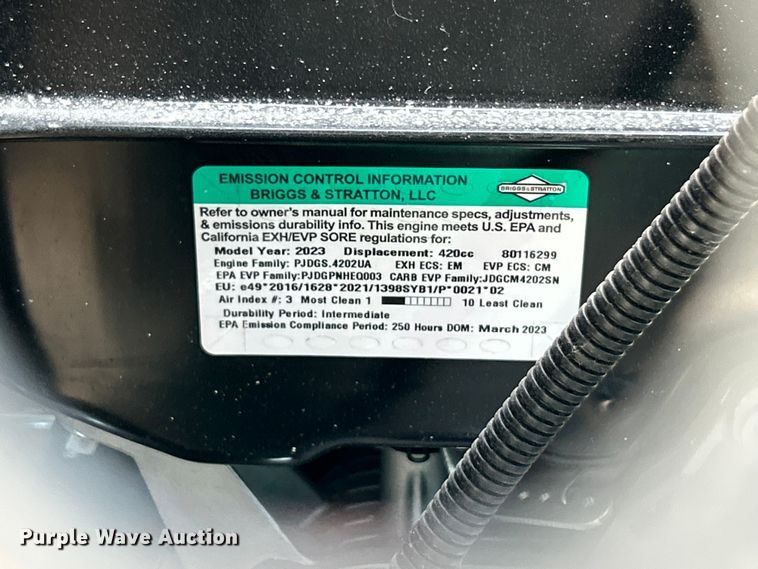 EMISSION CONTROL INFORMATION
BRIGGS & STRATTON, LLC
BRIGGS & STRATTON
Refer to owner's manual for maintenance specs, adjustments,
& emissions durability info. This engine meets U.S. EPA and
California EXH/EVP SORE regulations for:
Model Year: 2023 Displacement: 420cc 80116299
Engine Family: PJDGS.4202UA EXH ECS: EM EVP ECS: CM
EPA EVP Family:PJDGPNHEQ003 CARB EVP Family:JDGCM4202SN
EU: e49*2016/1628*2021/1398SYB1/P*0021*02
Air Index #: 3 Most Clean 1 10 Least Clean
Durability Period: Intermediate
EPA Emission Compliance Period: 250 Hours DOM: March 2023
Purple Wave Auction